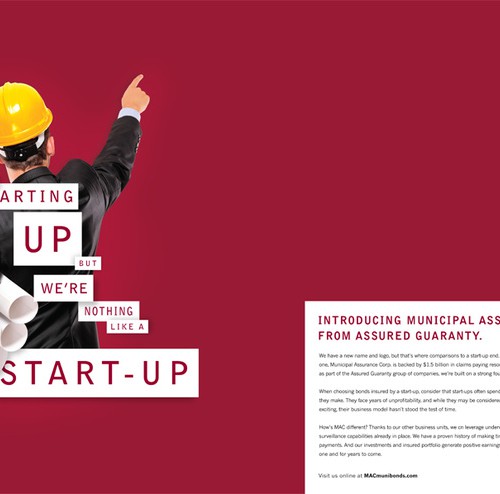 ARTING
UP
BUT
WE'RE
NOTHING
LIKE A
START-UP
INTRODUCING MUNICIPAL ASS
FROM ASSURED GUARANTY.
We have a new name and logo, but that's where comparisons to a start-up end.
one, Municipal Assurance Corp. is backed by $1.5 billion in claims paying reso
as part of the Assured Guaranty group of companies, we're built on a strong fou
When choosing bonds insured by a start-up, consider that start-ups often spend
they make. They face years of unprofitability, and while they may be considered
exciting, their business model hasn't stood the test of time.
How's MAC different? Thanks to our other business units, we can leverage under
surveillance capabilities already in place. We have a proven history of making b
payments. And our investments and insured portfolio generate positive earnings
one and for years to come.
Visit us online at MACmunibonds.com